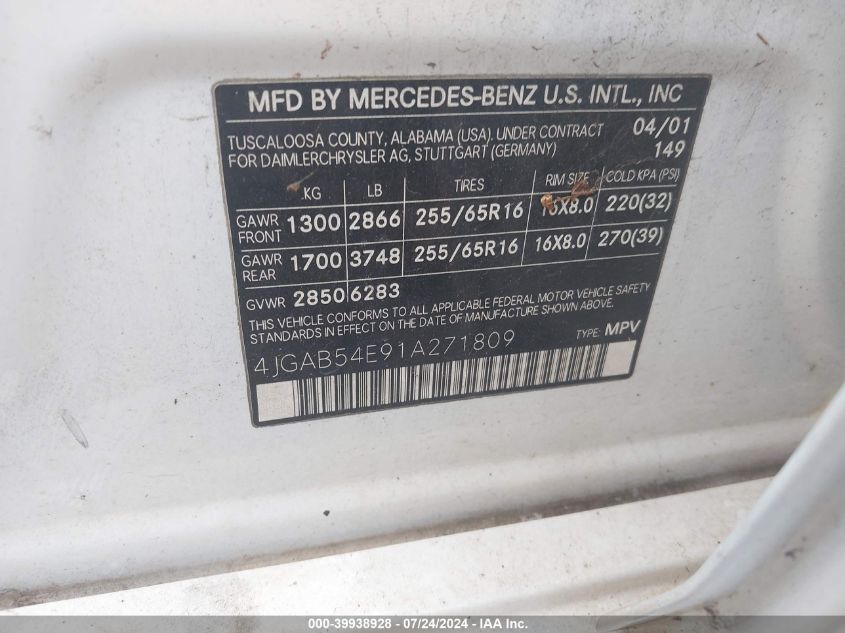 MFD BY MERCEDES-BENZ U.S. INTL., INC
TUSCALOOSA COUNTY, ALABAMA (USA). UNDER CONTRACT 04/01
FOR DAIMLERCHRYSLER AG, STUTTGART (GERMANY) 149
KG LB TIRES RIM SIZE COLD KPA (PSI)
GAWR FRONT 1300 2866 255/65R16 16X8.0 220(32)
GAWR REAR 1700 3748 255/65R16 16X8.0 270(39)
GVWR 2850 6283
THIS VEHICLE CONFORMS TO ALL APPLICABLE FEDERAL MOTOR VEHICLE SAFETY
STANDARDS IN EFFECT ON THE DATE OF MANUFACTURE SHOWN ABOVE.
4JGAB54E91A271809 TYPE: MPV
000-39938928 - 07/24/2024 - IAA Inc.